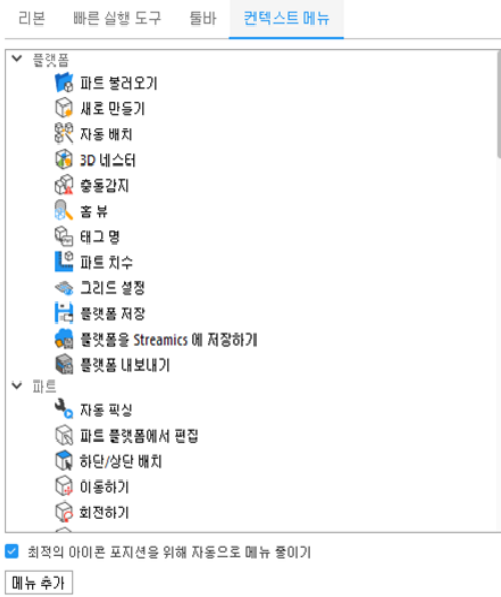 리본 빠른 실행 도구 툴바 컨텍스트 메뉴
플랫폼
파트 불러오기
새로 만들기
자동 배치
3D 네스터
충동감지
홈 뷰
태그 명
파트 치수
그리드 설정
플랫폼 저장
플랫폼을 Streamics 에 저장하기
플랫폼 내보내기
파트
자동 픽싱
파트 플랫폼에서 편집
하단/상단 배치
이동하기
회전하기
최적의 아이콘 포지션을 위해 자동으로 메뉴 줄이기
메뉴 추가